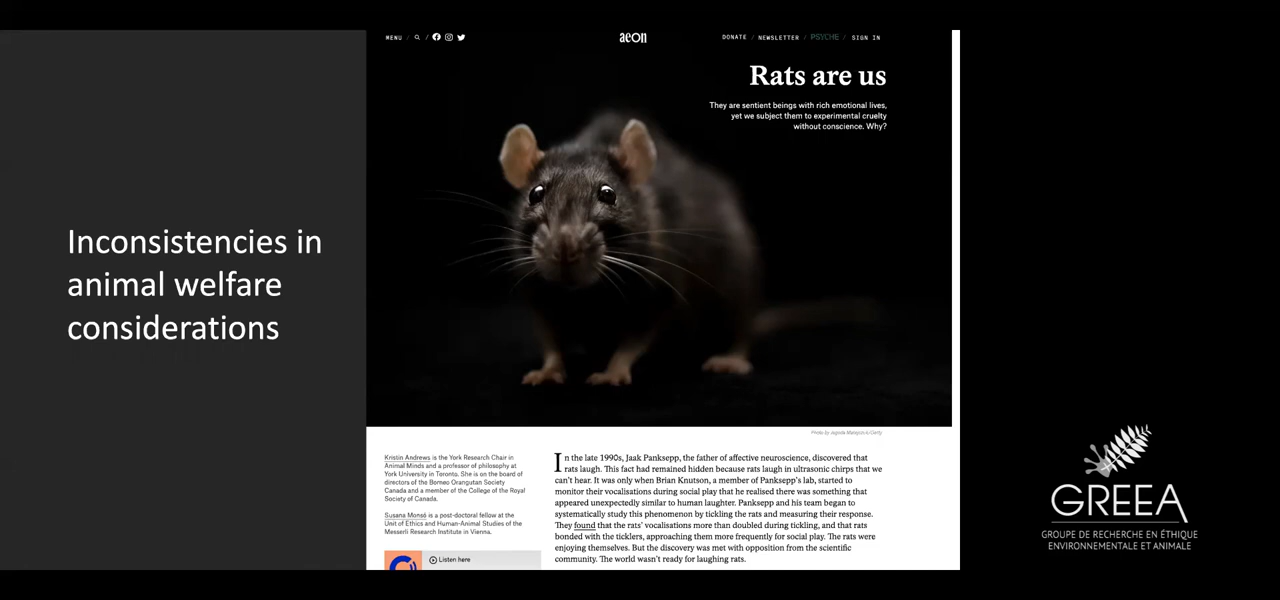 Inconsistencies in
animal welfare
considerations
MENU / /
aeon
DONATE / NEWSLETTER / PSYCHE / SIGN IN
Rats are us
They are sentient beings with rich emotional lives,
yet we subject them to experimental cruelty
without conscience. Why?
Kristin Andrews is the York Research Chair in
Animal Minds and a professor of philosophy at
York University in Toronto. She is on the board of
directors of the Borneo Orangutan Society
Canada and a member of the College of the Royal
Society of Canada.
Susana Monsó is a post-doctoral fellow at the
Unit of Ethics and Human-Animal Studies of the
Messerli Research Institute in Vienna.
Listen here
In the late 1990s, Jaak Panksepp, the father of affective neuroscience, discovered that
rats laugh. This fact had remained hidden because rats laugh in ultrasonic chirps that we
can't hear. It was only when Brian Knutson, a member of Panksepp's lab, started to
monitor their vocalisations during social play that he realised there was something that
appeared unexpectedly similar to human laughter. Panksepp and his team began to
systematically study this phenomenon by tickling the rats and measuring their response.
They found that the rats' vocalisations more than doubled during tickling, and that rats
bonded with the ticklers, approaching them more frequently for social play. The rats were
enjoying themselves. But the discovery was met with opposition from the scientific
community. The world wasn't ready for laughing rats.
GREEA
GROUPE DE RECHERCHE EN ÉTHIQUE
ENVIRONNEMENTALE ET ANIMALE